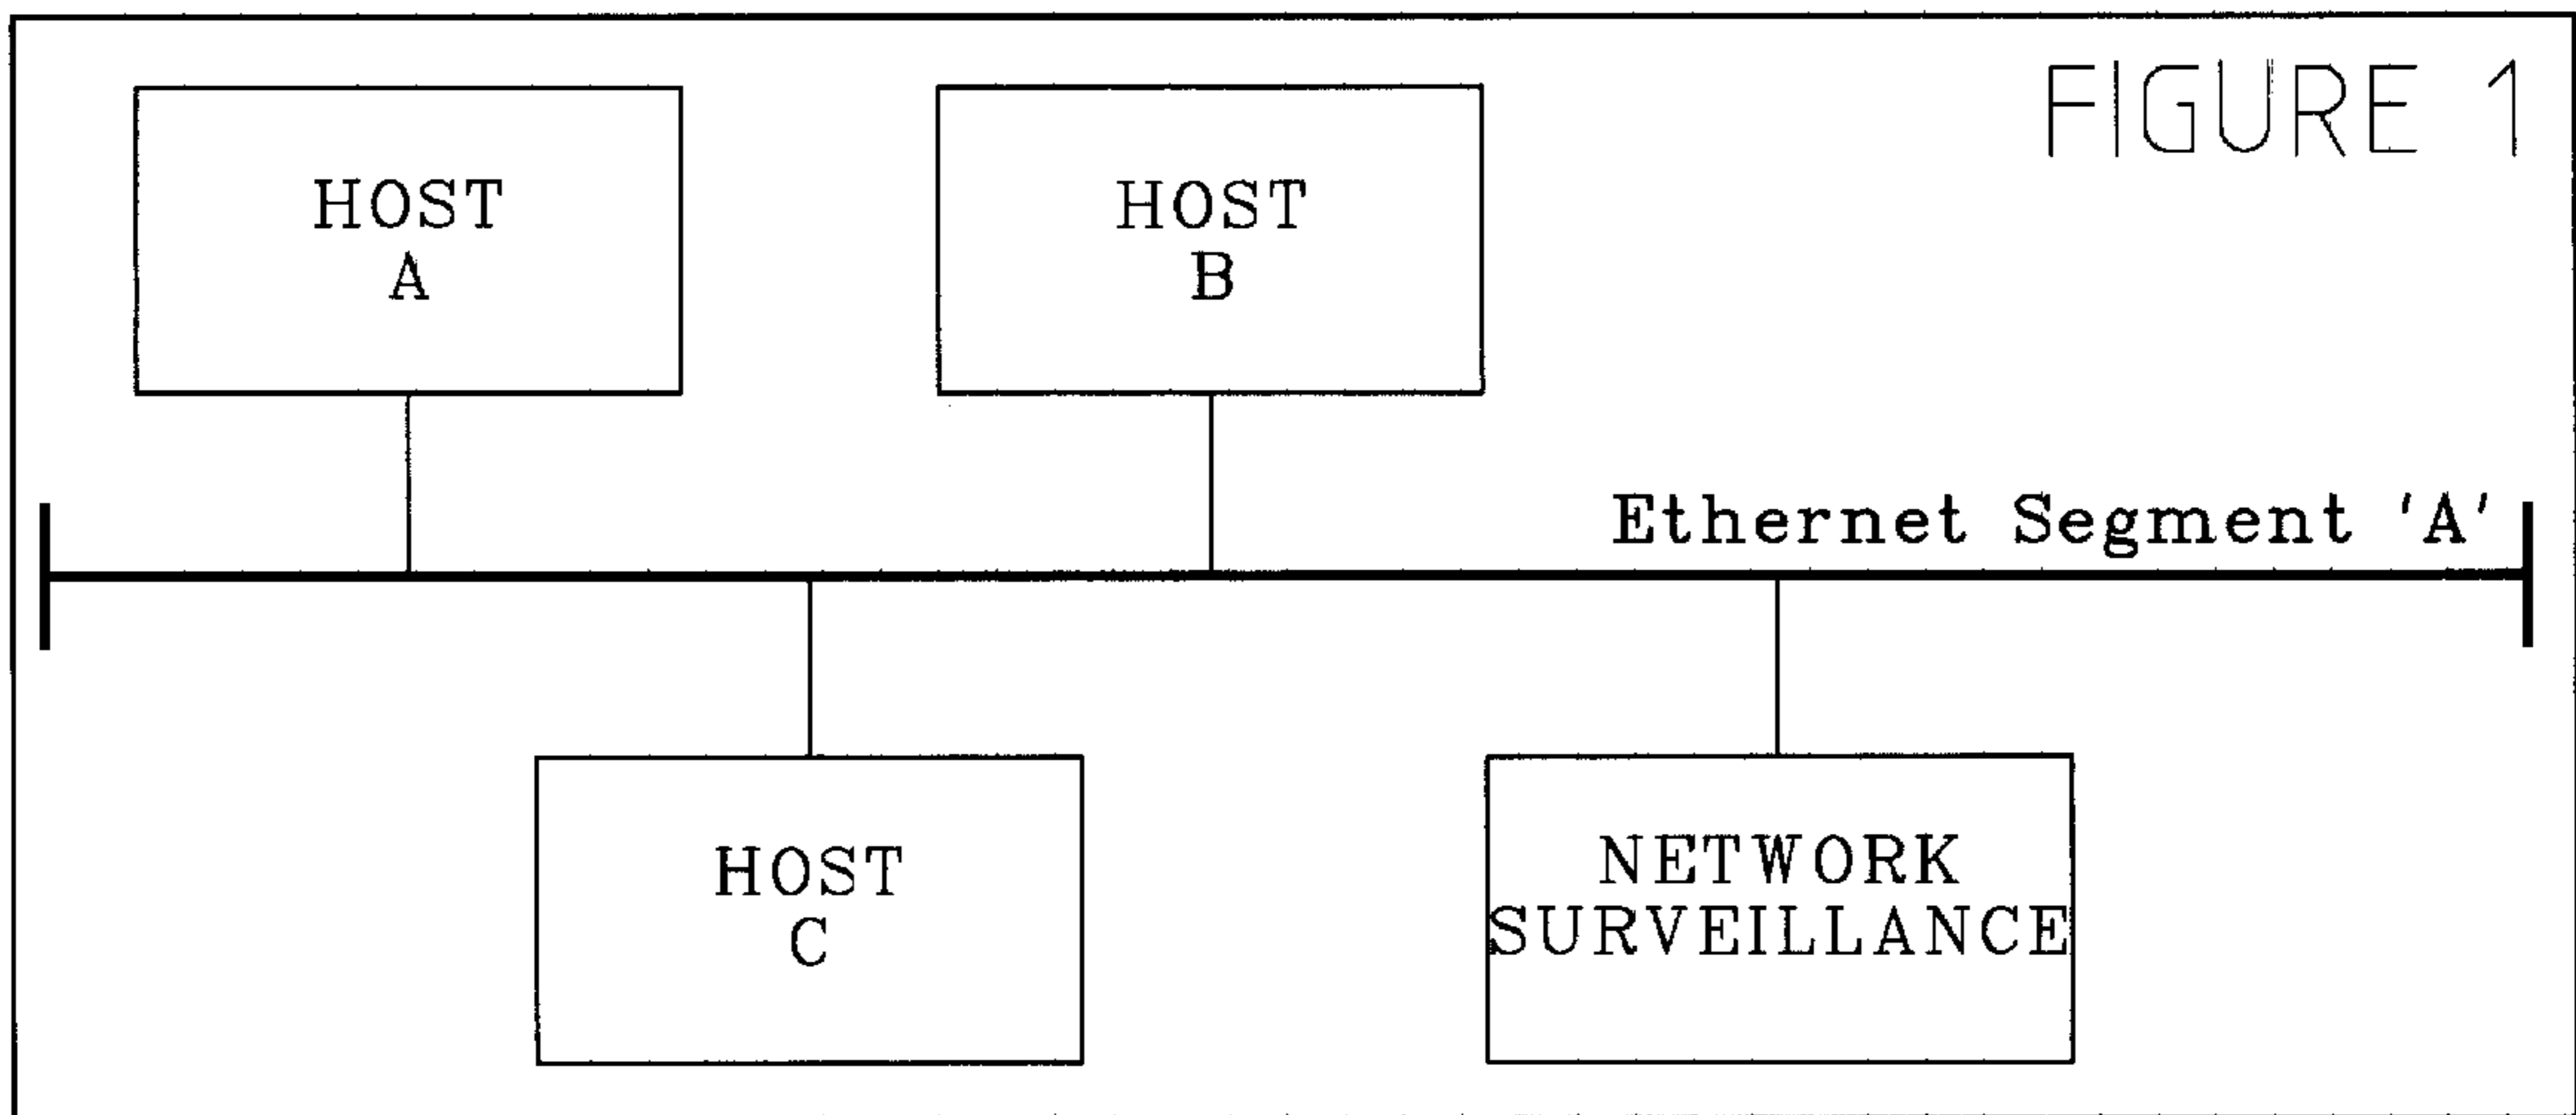 FIGURE 1
HOST
A
HOST
B
Ethernet Segment 'A'
HOST
C
NETWORK
SURVEILLANCE